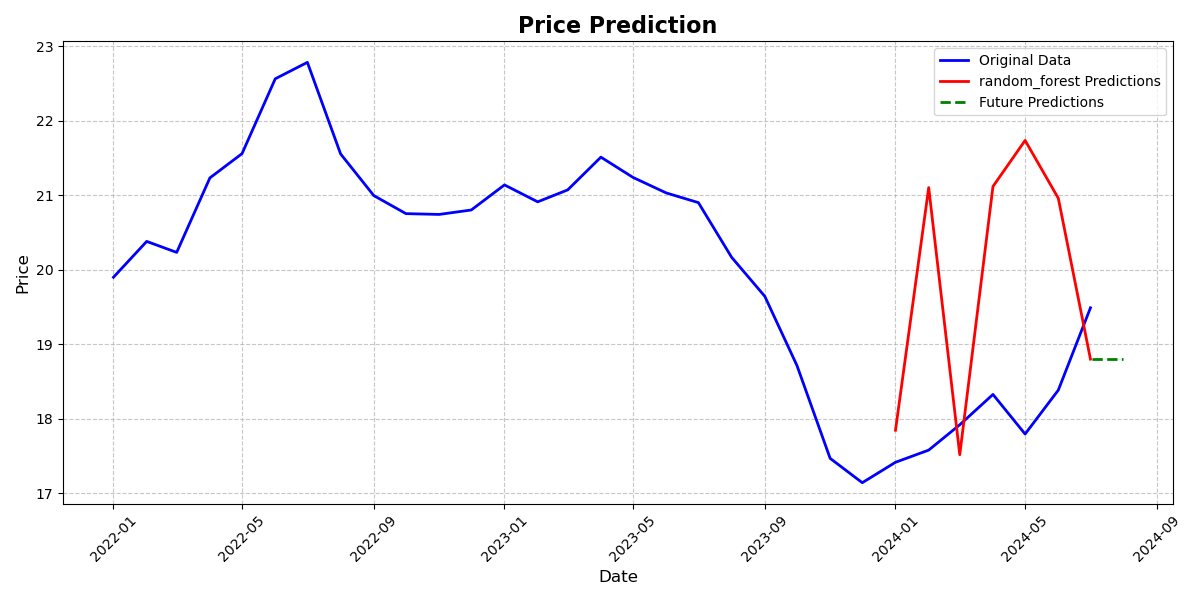 Price Prediction
Original Data
random_forest Predictions
Future Predictions
Price
23
22
21
20
19
18
17
2022-01
2022-05
2022-09
2023-01
2023-05
2023-09
2024-01
2024-05
2024-09
Date